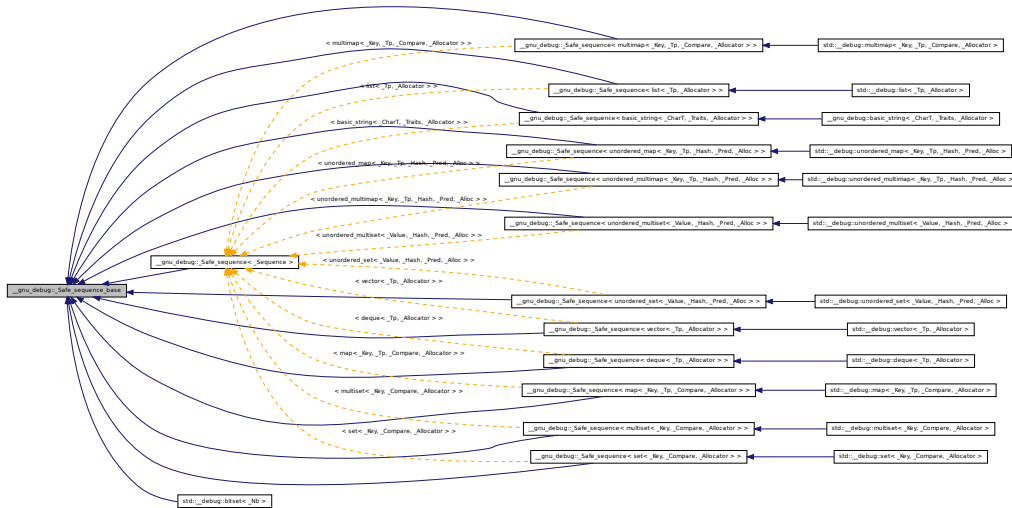 < multimap< _Key, _Tp, _Compare, _Allocator > >
__gnu_debug::_Safe_sequence< multimap< _Key, _Tp, _Compare, _Allocator > >
std::__debug::multimap< _Key, _Tp, _Compare, _Allocator >
< list< _Tp, _Allocator > >
__gnu_debug::_Safe_sequence< list< _Tp, _Allocator > >
std::__debug::list< _Tp, _Allocator >
< basic_string< _CharT, _Traits, _Allocator > >
__gnu_debug::_Safe_sequence< basic_string< _CharT, _Traits, _Allocator > >
__gnu_debug::basic_string< _CharT, _Traits, _Allocator >
< unordered_map< _Key, _Tp, _Hash, _Pred, _Alloc > >
__gnu_debug::_Safe_sequence< unordered_map< _Key, _Tp, _Hash, _Pred, _Alloc > >
std::__debug::unordered_map< _Key, _Tp, _Hash, _Pred, _Alloc >
< unordered_multimap< _Key, _Tp, _Hash, _Pred, _Alloc > >
__gnu_debug::_Safe_sequence< unordered_multimap< _Key, _Tp, _Hash, _Pred, _Alloc > >
std::__debug::unordered_multimap< _Key, _Tp, _Hash, _Pred, _Alloc >
< unordered_multiset< _Value, _Hash, _Pred, _Alloc > >
__gnu_debug::_Safe_sequence< unordered_multiset< _Value, _Hash, _Pred, _Alloc > >
std::__debug::unordered_multiset< _Value, _Hash, _Pred, _Alloc >
__gnu_debug::_Safe_sequence< _Sequence >
__gnu_debug::_Safe_sequence_base
< unordered_set< _Value, _Hash, _Pred, _Alloc > >
__gnu_debug::_Safe_sequence< unordered_set< _Value, _Hash, _Pred, _Alloc > >
std::__debug::unordered_set< _Value, _Hash, _Pred, _Alloc >
< vector< _Tp, _Allocator > >
__gnu_debug::_Safe_sequence< vector< _Tp, _Allocator > >
std::__debug::vector< _Tp, _Allocator >
< deque< _Tp, _Allocator > >
__gnu_debug::_Safe_sequence< deque< _Tp, _Allocator > >
std::__debug::deque< _Tp, _Allocator >
< map< _Key, _Tp, _Compare, _Allocator > >
__gnu_debug::_Safe_sequence< map< _Key, _Tp, _Compare, _Allocator > >
std::__debug::map< _Key, _Tp, _Compare, _Allocator >
< multiset< _Key, _Compare, _Allocator > >
__gnu_debug::_Safe_sequence< multiset< _Key, _Compare, _Allocator > >
std::__debug::multiset< _Key, _Compare, _Allocator >
< set< _Key, _Compare, _Allocator > >
__gnu_debug::_Safe_sequence< set< _Key, _Compare, _Allocator > >
std::__debug::set< _Key, _Compare, _Allocator >
std::__debug::bitset< _Nb >